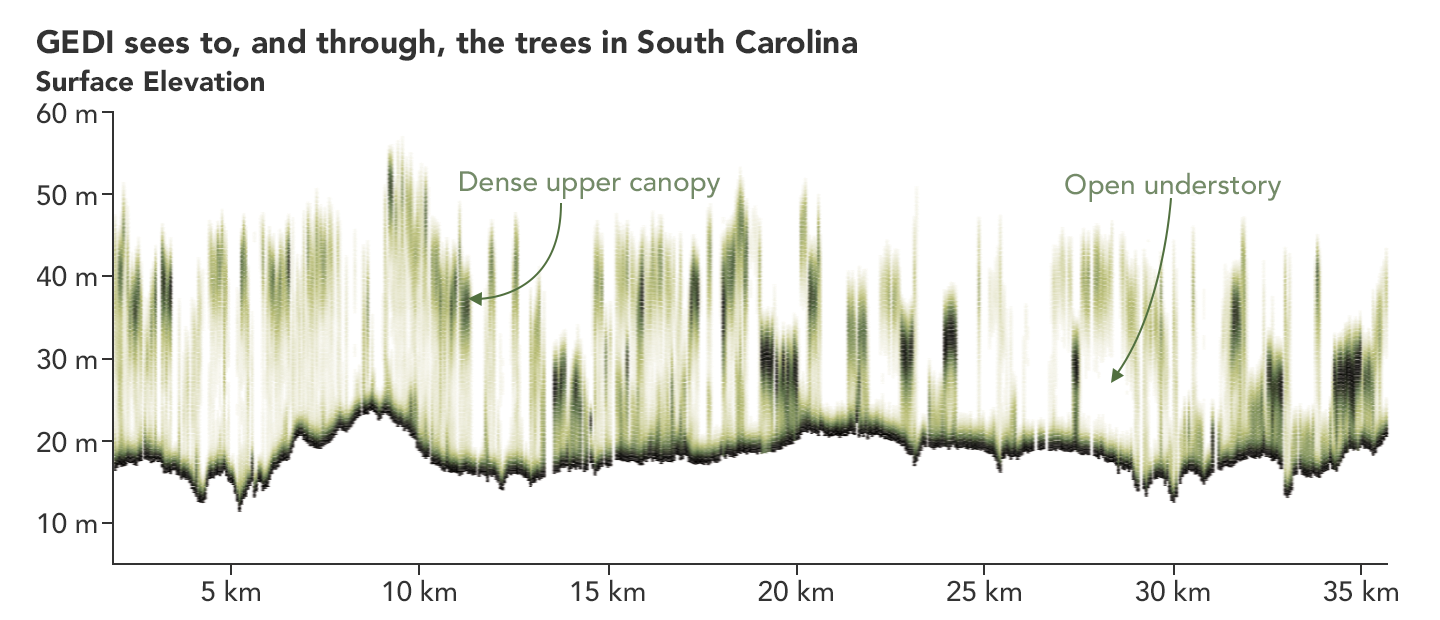 GEDI sees to, and through, the trees in South Carolina
Surface Elevation
60 m
Dense upper canopy
Open understory
50 m
40 m
30 m
20 m
10 m
5 km
10 km
15 km
20 km
25 km
30 km
35 km